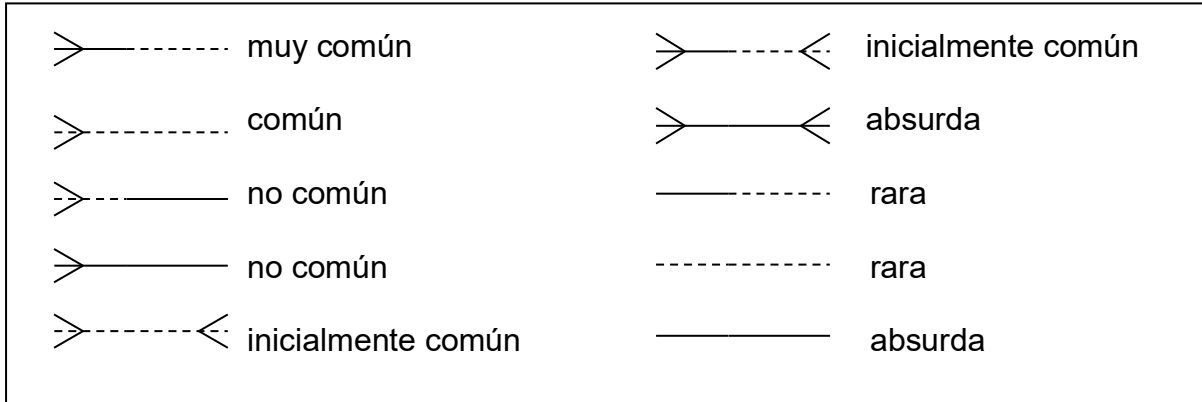 muy común
común
no común
no común
inicialmente común
inicialmente común
absurda
rara
rara
absurda